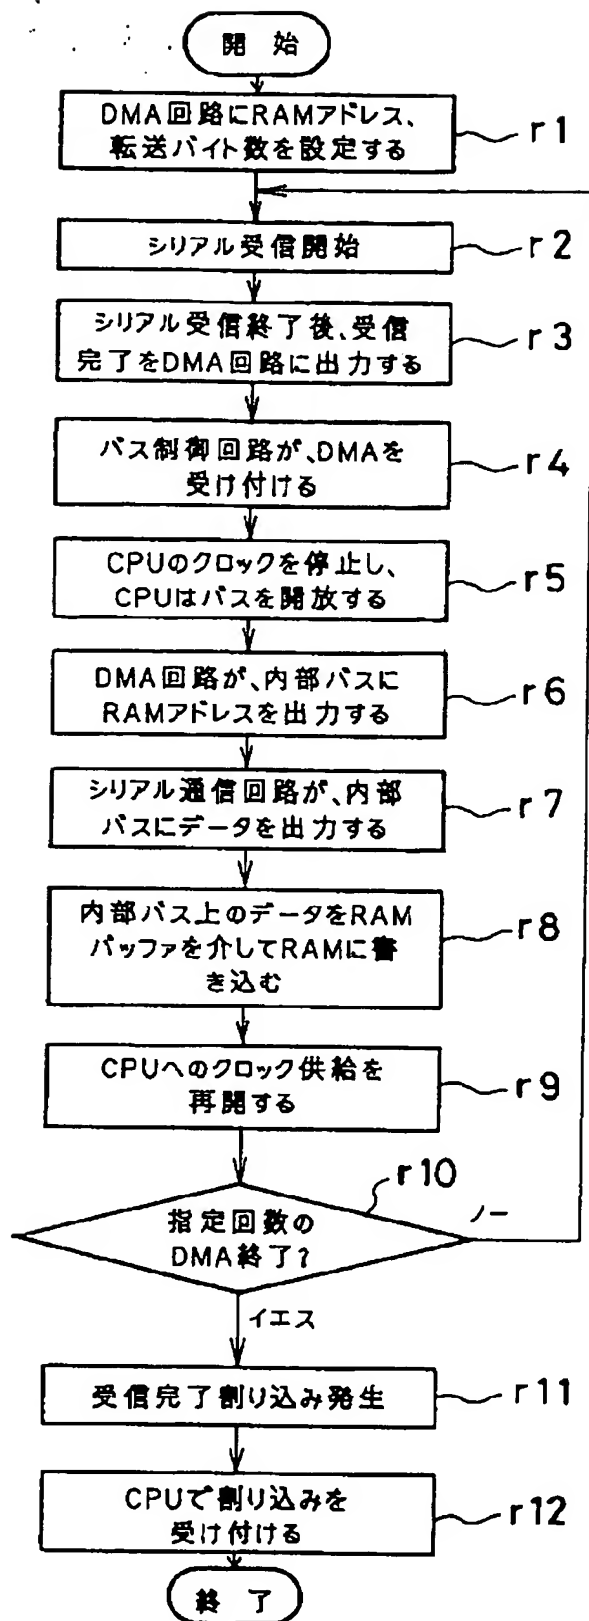 開始
DMA回路にRAMアドレス、
転送バイト数を設定する
r1
シリアル受信開始
r2
シリアル受信終了後、受信
完了をDMA回路に出力する
r3
バス制御回路が、DMAを
受け付ける
r4
CPUのクロックを停止し、
CPUはバスを開放する
r5
DMA回路が、内部バスに
RAMアドレスを出力する
r6
シリアル通信回路が、内部
バスにデータを出力する
r7
内部バス上のデータをRAM
バッファを介してRAMに書
き込む
r8
CPUへのクロック供給を
再開する
r9
r10
指定回数の
DMA終了?
ノー
イエス
受信完了割り込み発生
r11
CPUで割り込みを
受け付ける
r12
終了